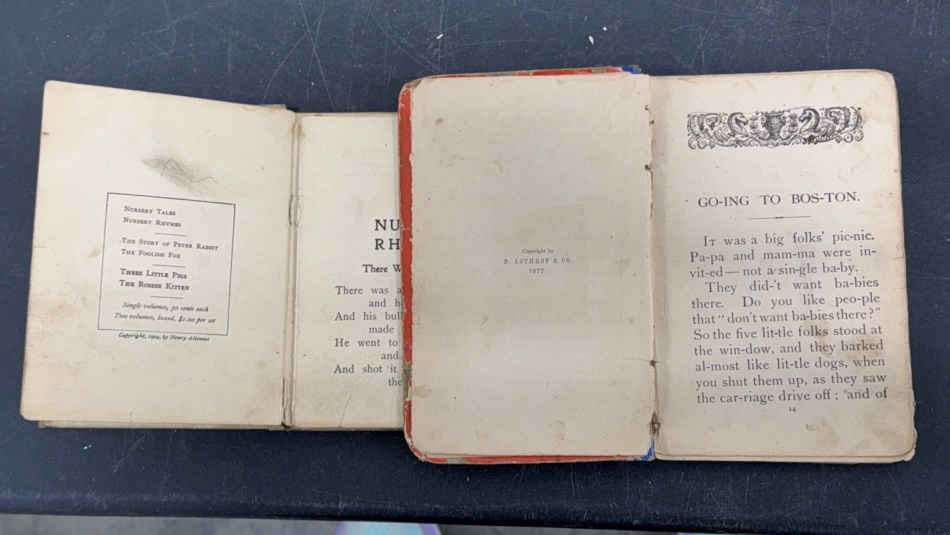 NURSERY TALES
NURSERY RHYMES
THE STORY OF PETER RABBIT
THE FOOLISH FOX
THREE LITTLE PIGS
THE ROBBER KITTEN
Single volumes, 50 cents each
Two volumes, boxed, $1.00 per set
Copyright, 1904, by Henry Altemus
NU
RH
There W
There was a
and h
And his bul
made
He went to
and
And shot it
the
Copyright by
D. LOTHROP & CO.
1877
GO-ING TO BOS-TON.
IT was a big folks' pic-nic.
Pa-pa and mam-ma were in-
vit-ed — not a sin-gle ba-by.
They did-'t want ba-bies
there. Do you like peo-ple
that "don't want ba-bies there?"
So the five lit-tle folks stood at
the win-dow, and they barked
al-most like lit-tle dogs, when
you shut them up, as they saw
the car-riage drive off; and of
14